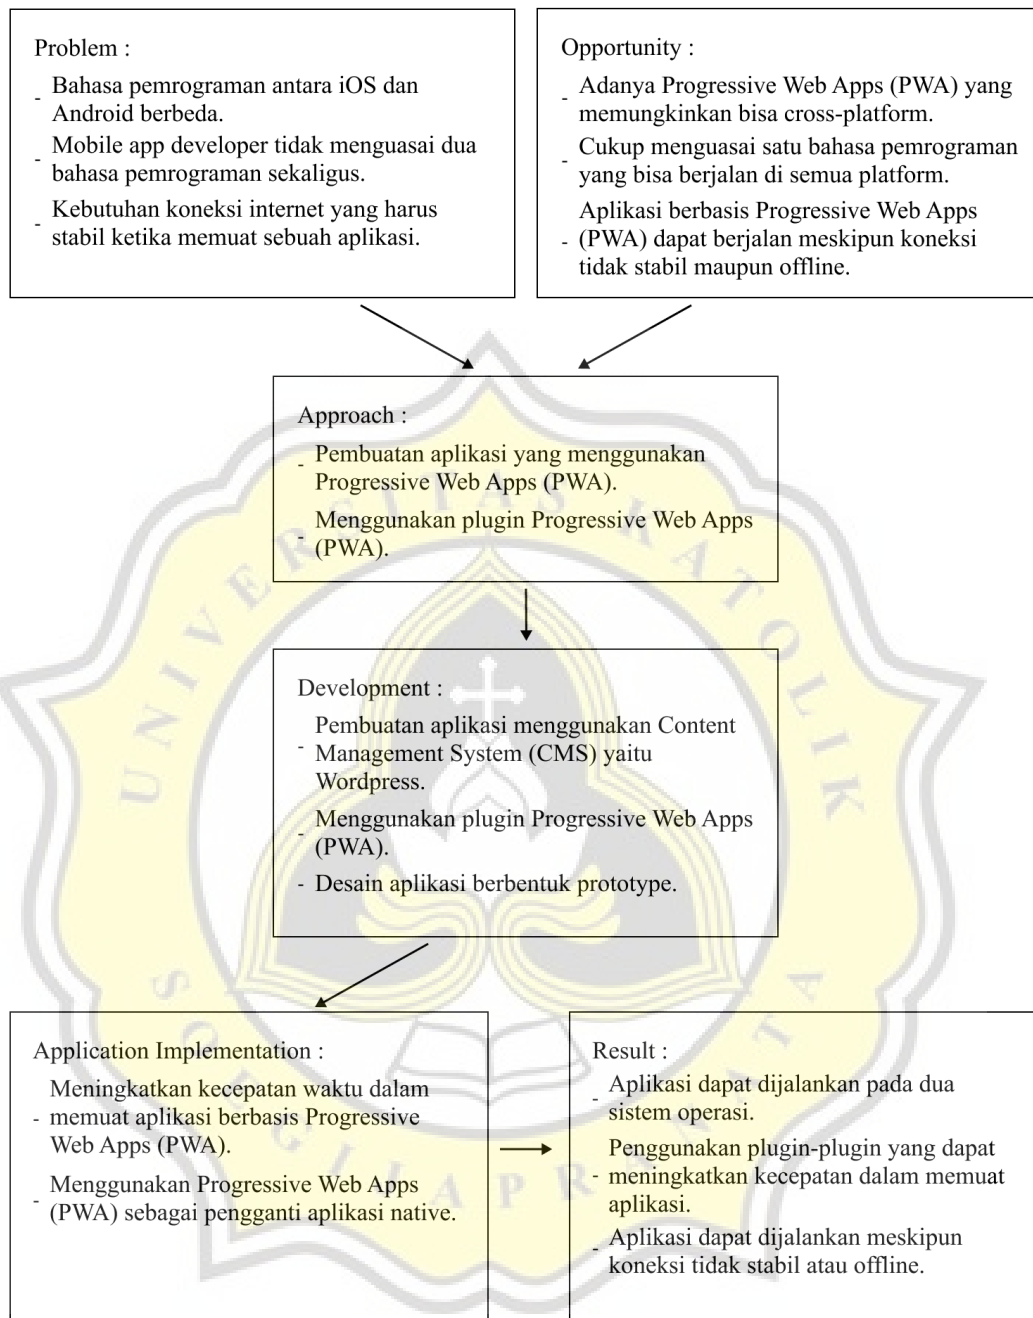 Problem :
- Bahasa pemrograman antara iOS dan
Android berbeda.
- Mobile app developer tidak menguasai dua
bahasa pemrograman sekaligus.
- Kebutuhan koneksi internet yang harus
stabil ketika memuat sebuah aplikasi.
Opportunity :
- Adanya Progressive Web Apps (PWA) yang
memungkinkan bisa cross-platform.
- Cukup menguasai satu bahasa pemrograman
yang bisa berjalan di semua platform.
Aplikasi berbasis Progressive Web Apps
- (PWA) dapat berjalan meskipun koneksi
tidak stabil maupun offline.
Approach :
- Pembuatan aplikasi yang menggunakan
Progressive Web Apps (PWA).
- Menggunakan plugin Progressive Web Apps
(PWA).
Development :
Pembuatan aplikasi menggunakan Content
- Management System (CMS) yaitu
Wordpress.
- Menggunakan plugin Progressive Web Apps
(PWA).
- Desain aplikasi berbentuk prototype.
Application Implementation :
Meningkatkan kecepatan waktu dalam
- memuat aplikasi berbasis Progressive
Web Apps (PWA).
- Menggunakan Progressive Web Apps
(PWA) sebagai pengganti aplikasi native.
Result :
- Aplikasi dapat dijalankan pada dua
sistem operasi.
Penggunakan plugin-plugin yang dapat
- meningkatkan kecepatan dalam memuat
aplikasi.
- Aplikasi dapat dijalankan meskipun
koneksi tidak stabil atau offline.
UNIVERSITAS KATOLIK
SOEGIJAPRANATA